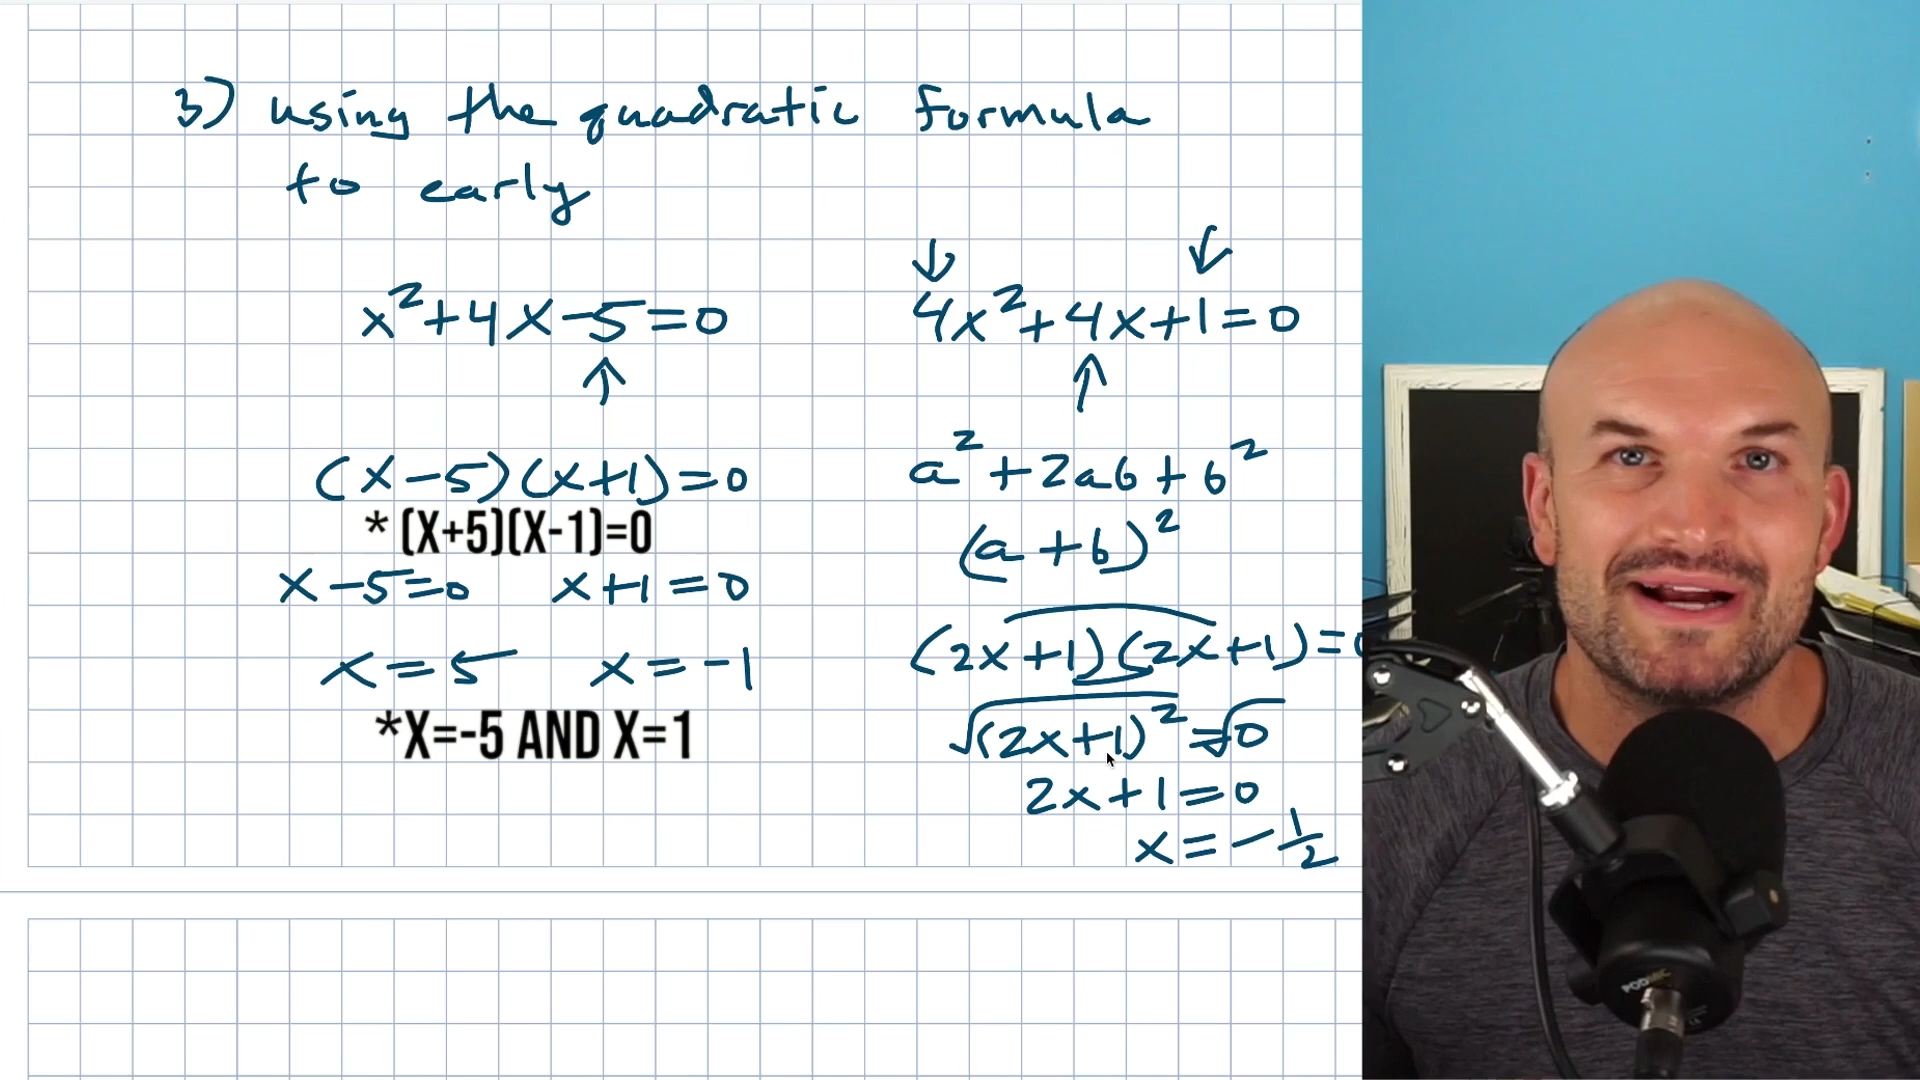 3) using the quadratic formula
to early
x²+4x-5=0
(x-5)(x+1)=0
* (X+5)(X-1)=0
x-5=0 x+1=0
x=5 x=-1
*X=-5 AND X=1
4x²+4x+1=0
a²+2ab+b²
(a+b)²
(2x+1)(2x+1)=0
√(2x+1)²=√0
2x+1=0
x=-1/2